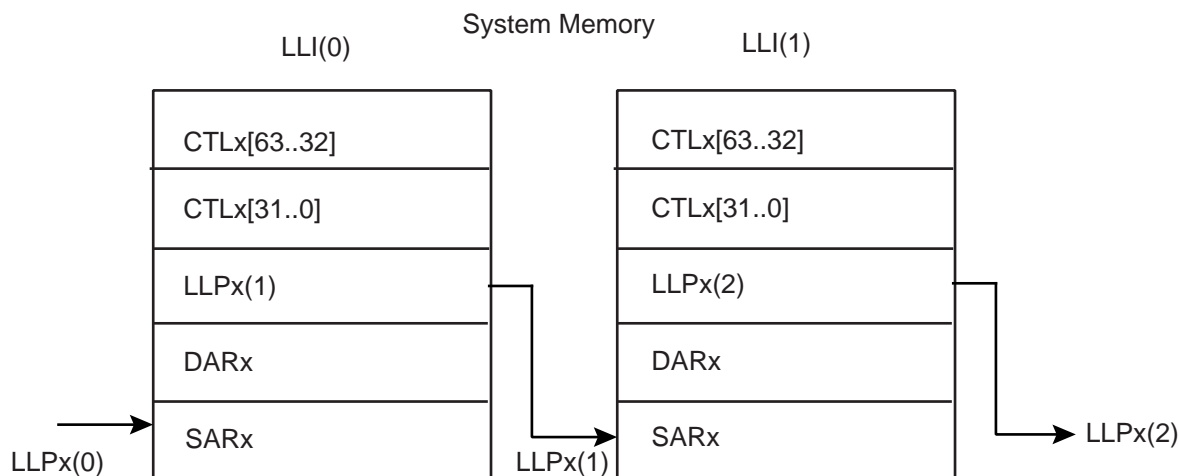 System Memory
LLI(0)
LLI(1)
CTLx[63..32]
CTLx[31..0]
LLPx(1)
DARx
SARx
CTLx[63..32]
CTLx[31..0]
LLPx(2)
DARx
SARx
LLPx(0)
LLPx(1)
LLPx(2)